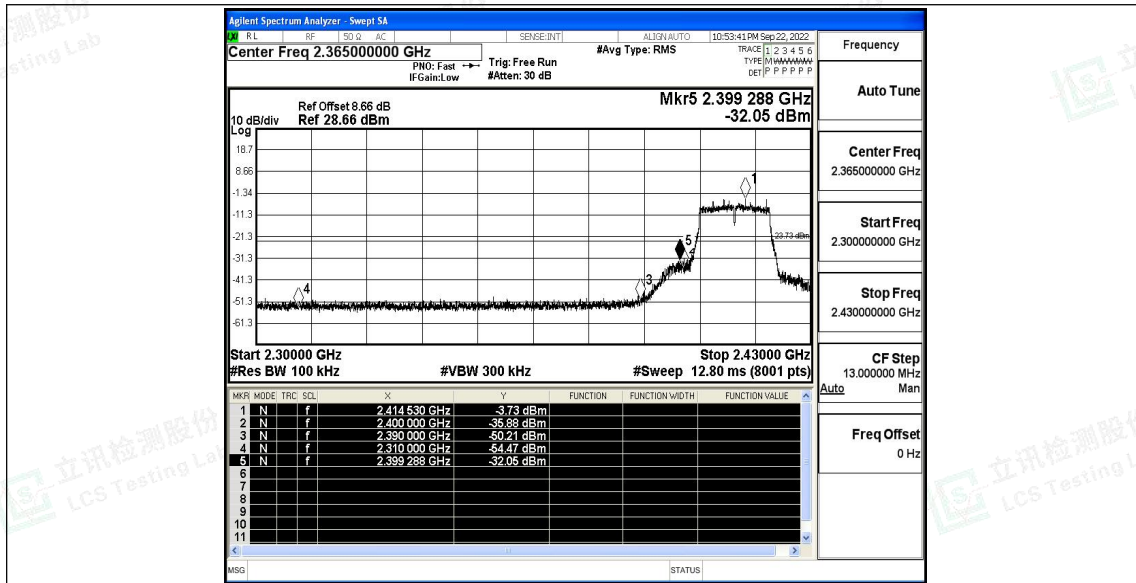 Agilent Spectrum Analyzer - Swept SA
LXI RL RF 50 Ω AC SENSE:INT ALIGN AUTO 10:53:41 PM Sep 22, 2022
Center Freq 2.365000000 GHz
PNO: Fast
IFGain:Low
Trig: Free Run
#Atten: 30 dB
#Avg Type: RMS
TRACE 1 2 3 4 5 6
TYPE M WWWWW
DET P P P P P P
Ref Offset 8.66 dB
10 dB/div Ref 28.66 dBm
Log
Mkr5 2.399 288 GHz
-32.05 dBm
18.7
8.66
-1.34
-11.3
-21.3
-31.3
-41.3
-51.3
-61.3
1
5
3
4
-23.73 dBm
Start 2.30000 GHz Stop 2.43000 GHz
#Res BW 100 kHz #VBW 300 kHz #Sweep 12.80 ms (8001 pts)
MKR MODE TRC SCL X Y FUNCTION FUNCTION WIDTH FUNCTION VALUE
1 N f 2.414 530 GHz -3.73 dBm
2 N f 2.400 000 GHz -35.88 dBm
3 N f 2.390 000 GHz -50.21 dBm
4 N f 2.310 000 GHz -54.47 dBm
5 N f 2.399 288 GHz -32.05 dBm
6
7
8
9
10
11
MSG STATUS
Frequency
Auto Tune
Center Freq
2.365000000 GHz
Start Freq
2.300000000 GHz
Stop Freq
2.430000000 GHz
CF Step
13.000000 MHz
Auto Man
Freq Offset
0 Hz
立讯检测股份
LCS Testing Lab